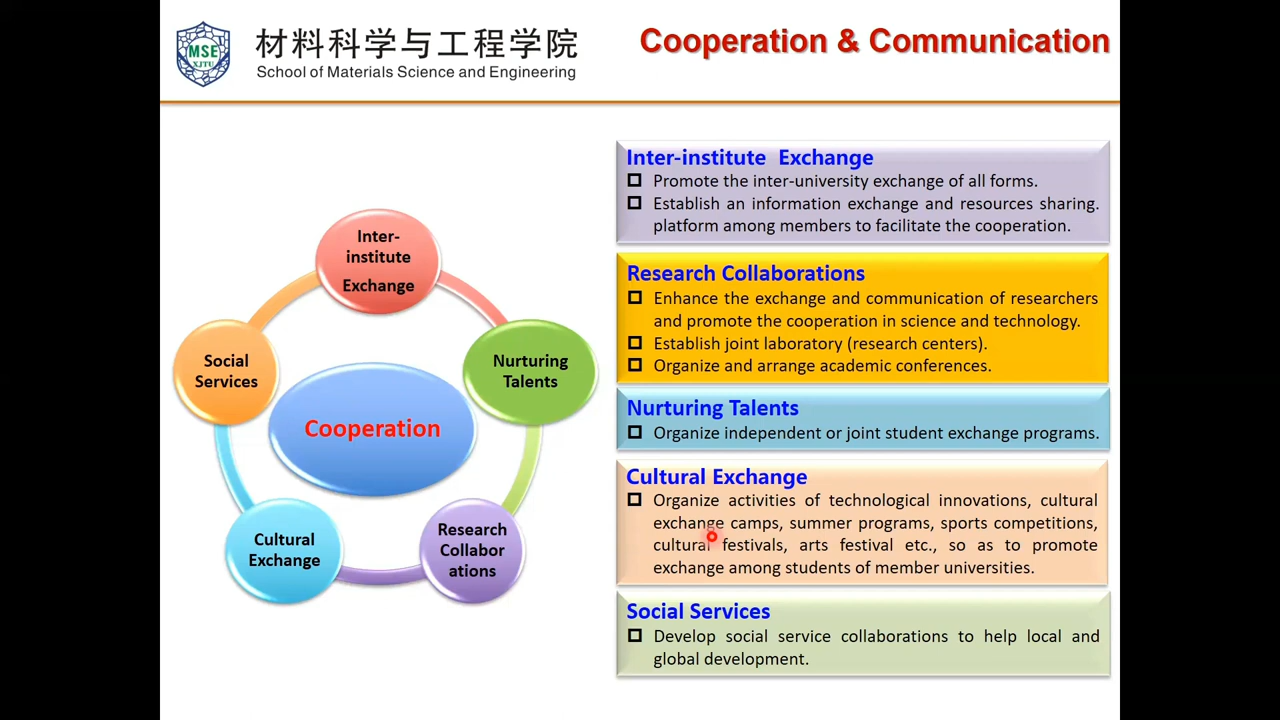 MSE
XJTU
材料科学与工程学院
School of Materials Science and Engineering
Cooperation & Communication
Inter-
institute
Exchange
Nurturing
Talents
Research
Collabor
ations
Cultural
Exchange
Social
Services
Cooperation
Inter-institute Exchange
Promote the inter-university exchange of all forms.
Establish an information exchange and resources sharing.
platform among members to facilitate the cooperation.
Research Collaborations
Enhance the exchange and communication of researchers
and promote the cooperation in science and technology.
Establish joint laboratory (research centers).
Organize and arrange academic conferences.
Nurturing Talents
Organize independent or joint student exchange programs.
Cultural Exchange
Organize activities of technological innovations, cultural
exchange camps, summer programs, sports competitions,
cultural festivals, arts festival etc., so as to promote
exchange among students of member universities.
Social Services
Develop social service collaborations to help local and
global development.